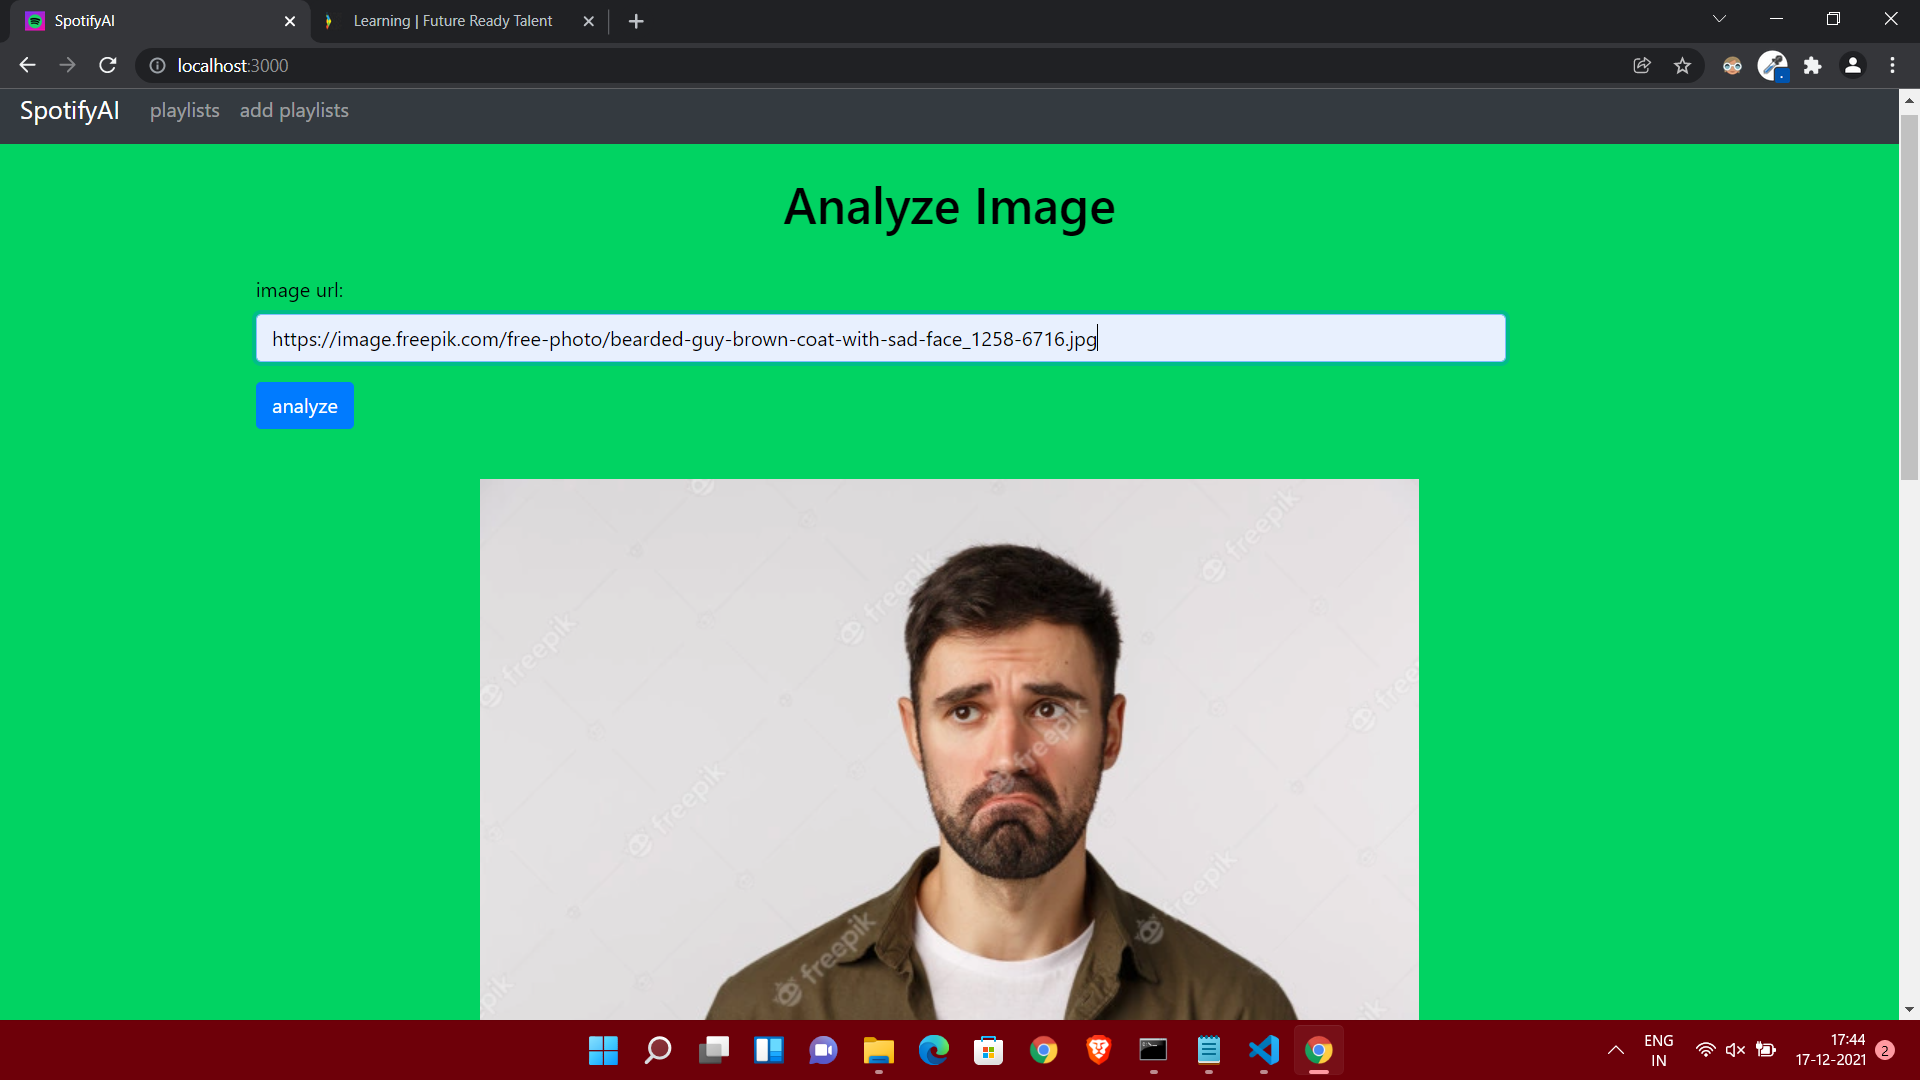 SpotifyAI
Learning | Future Ready Talent
localhost:3000
SpotifyAI playlists add playlists
Analyze Image
image url:
https://image.freepik.com/free-photo/bearded-guy-brown-coat-with-sad-face_1258-6716.jpg
analyze
freepik
freepik
freepik
freepik
freepik
freepik
freepik
freepik
pik
ENG
IN
17:44
17-12-2021
2